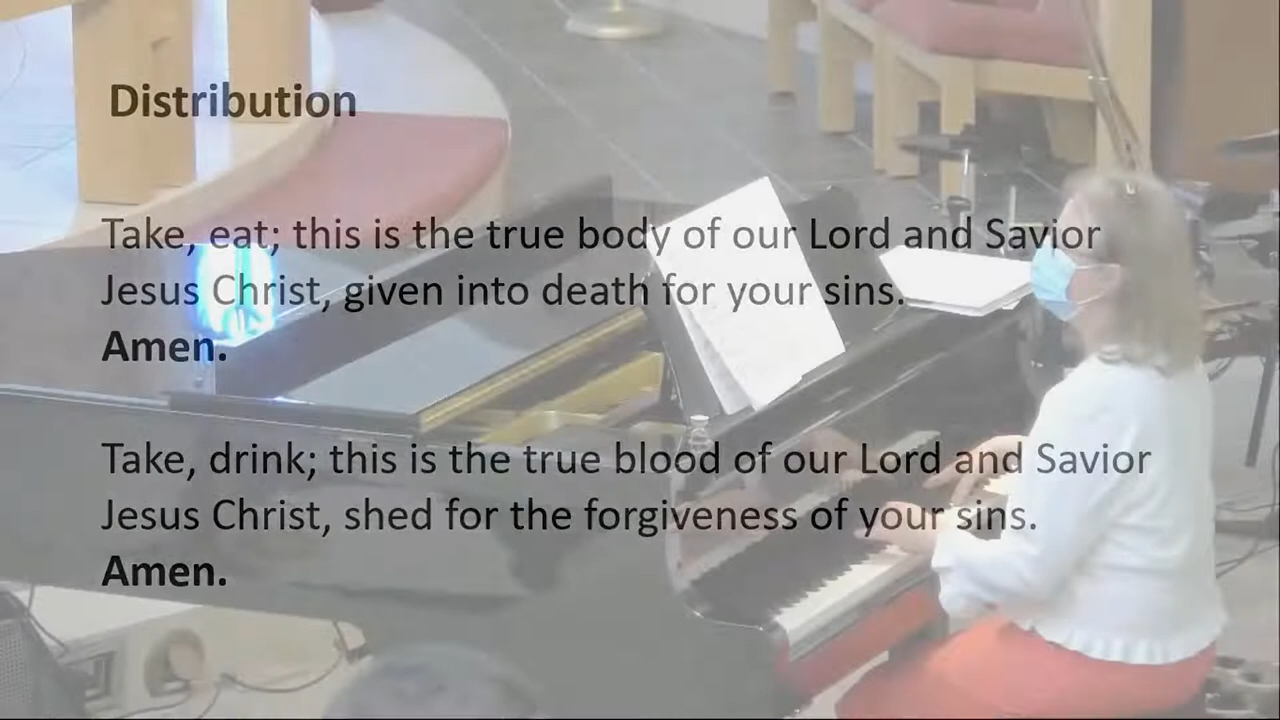 Distribution
Take, eat; this is the true body of our Lord and Savior
Jesus Christ, given into death for your sins.
Amen.
Take, drink; this is the true blood of our Lord and Savior
Jesus Christ, shed for the forgiveness of your sins.
Amen.